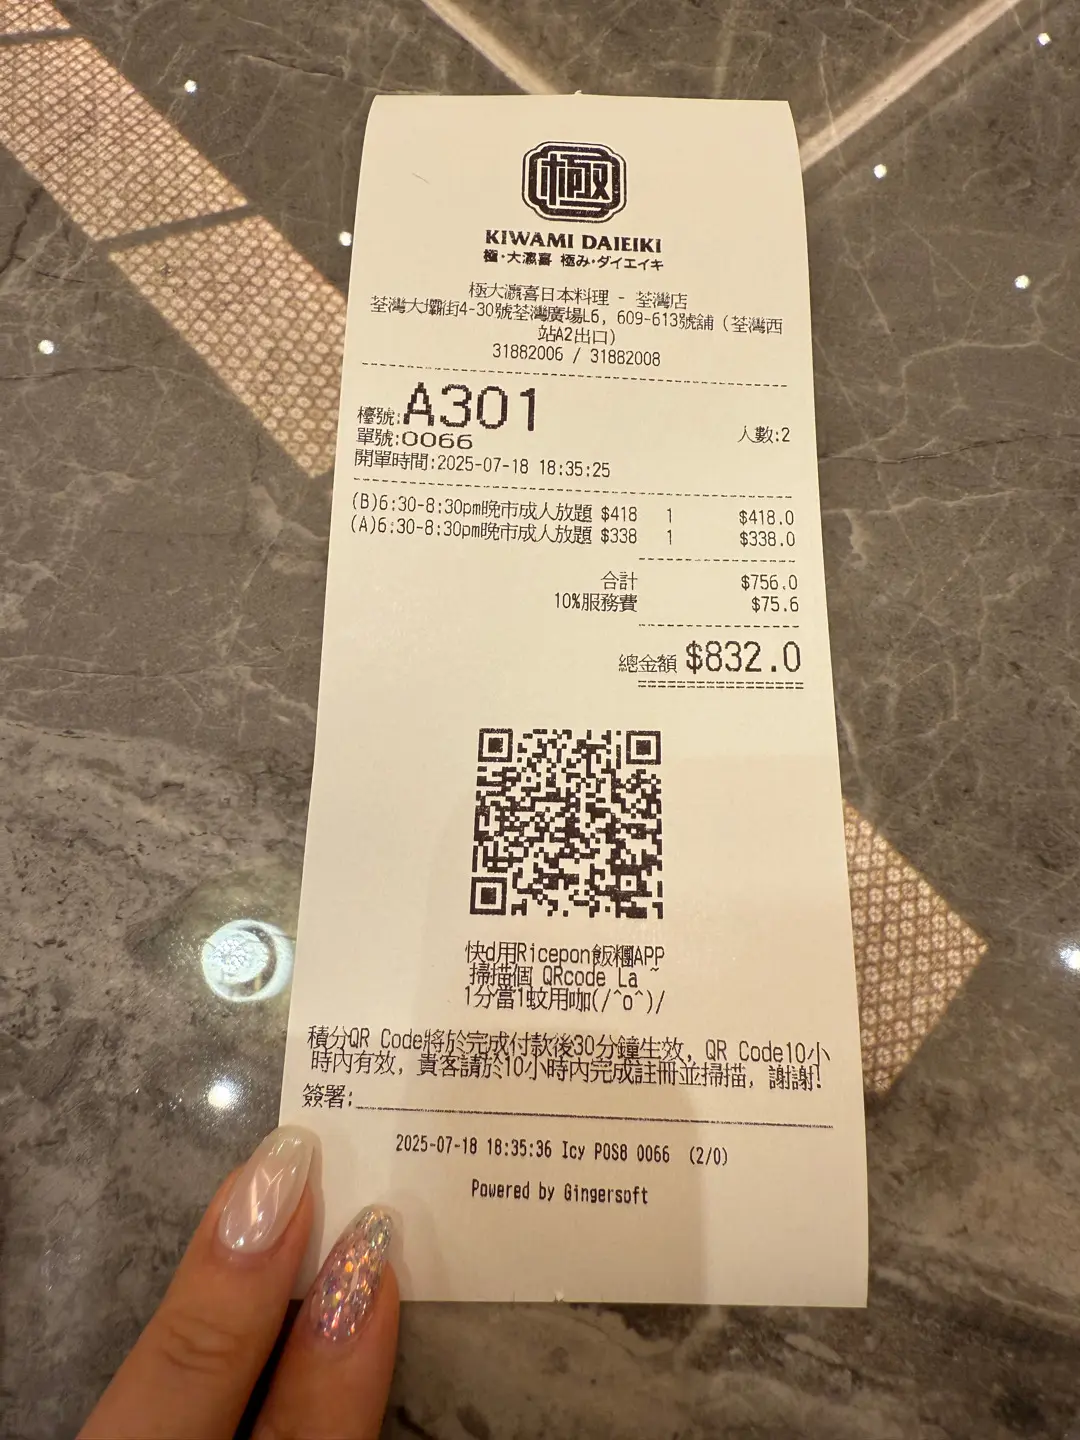 極
KIWAMI DAIEIKI
極・大瀛喜 極み・ダイエイキ
極大瀛喜日本料理 - 荃灣店
荃灣大壩街4-30號荃灣廣場L6, 609-613號舖 (荃灣西
站A2出口)
31882006 / 31882008
檯號:A301
人數:2
單號:0066
開單時間:2025-07-18 18:35:25
(B)6:30-8:30pm晚市成人放題 $418 1 $418.0
(A)6:30-8:30pm晚市成人放題 $338 1 $338.0
合計 $756.0
10%服務費 $75.6
總金額 $832.0
快d用Ricepon飯糰APP
掃描個 QRcode La ~
1分當1蚊用咖(/^o^)/
積分QR Code將於完成付款後30分鐘生效, QR Code10小
時內有效, 貴客請於10小時內完成註冊並掃描, 謝謝!
簽署:
2025-07-18 18:35:36 Icy POS8 0066 (2/0)
Powered by Gingersoft